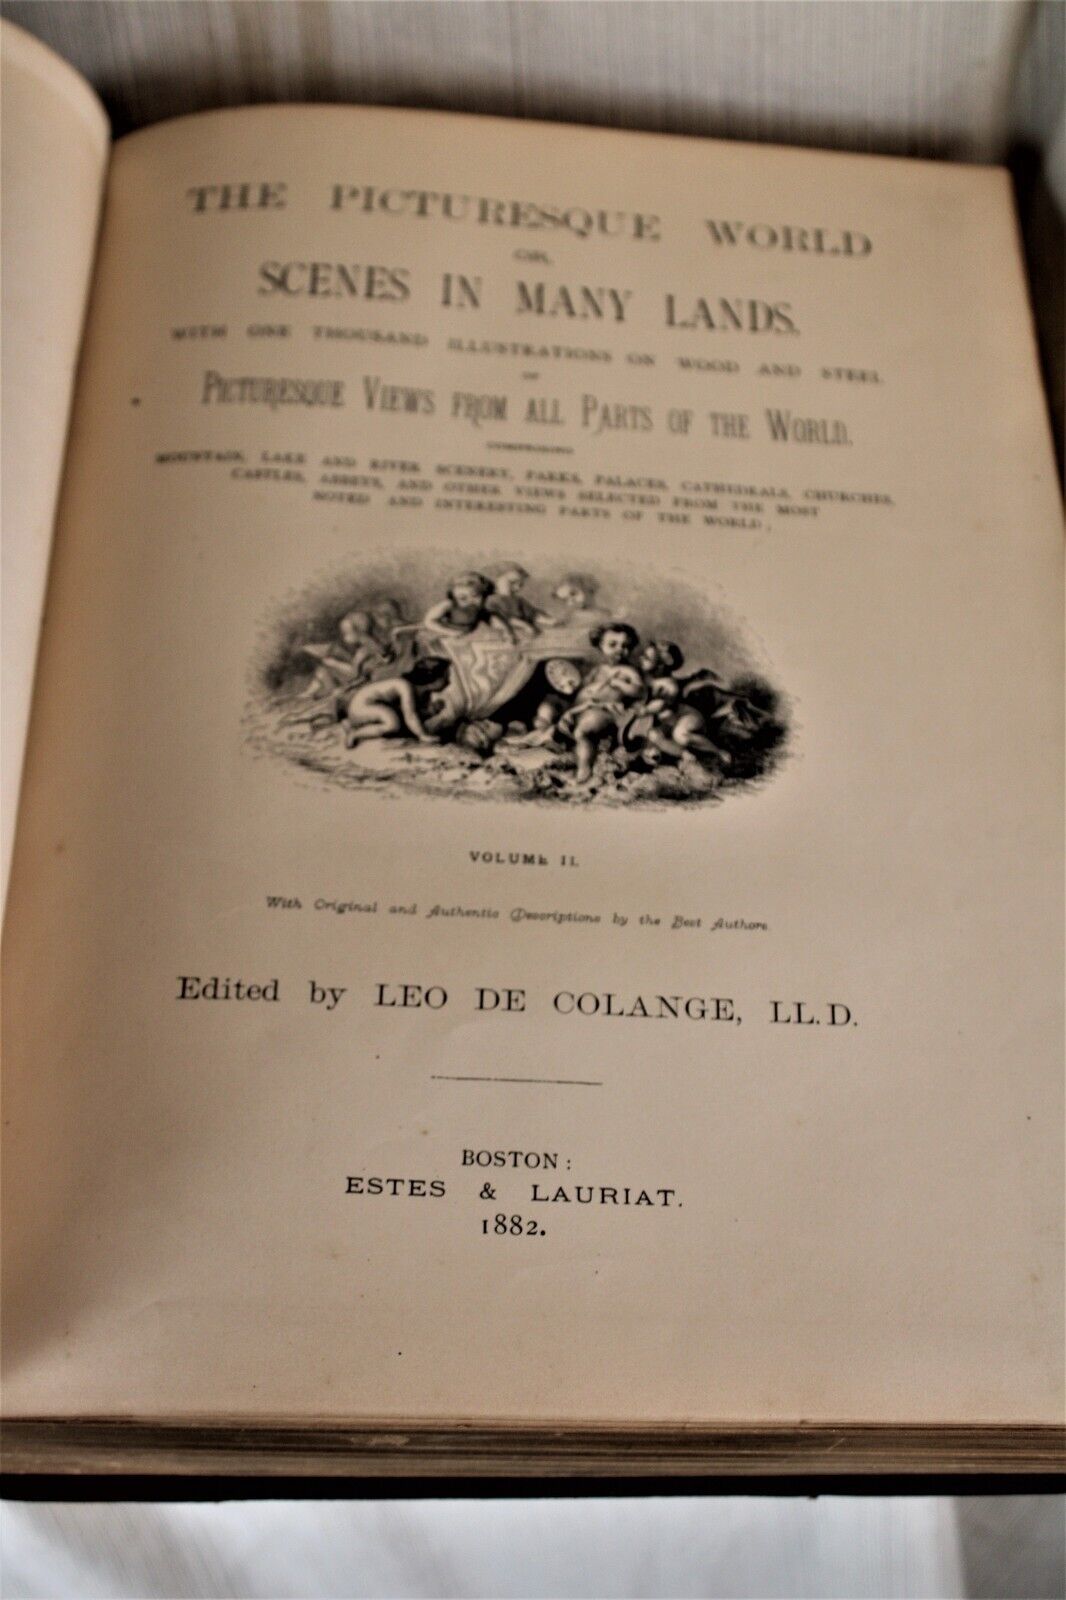 THE PICTURESQUE WORLD
OR,
SCENES IN MANY LANDS.
WITH ONE THOUSAND ILLUSTRATIONS ON WOOD AND STEEL
OF
PICTURESQUE VIEWS FROM ALL PARTS OF THE WORLD.
COMPRISING
MOUNTAIN, LAKE AND RIVER SCENERY, PARKS, PALACES, CATHEDRALS, CHURCHES,
CASTLES, ABBEYS, AND OTHER VIEWS SELECTED FROM THE MOST
NOTED AND INTERESTING PARTS OF THE WORLD,
VOLUME II.
With Original and Authentic Descriptions by the Best Authors
Edited by LEO DE COLANGE, LL.D.
BOSTON:
ESTES & LAURIAT.
1882.